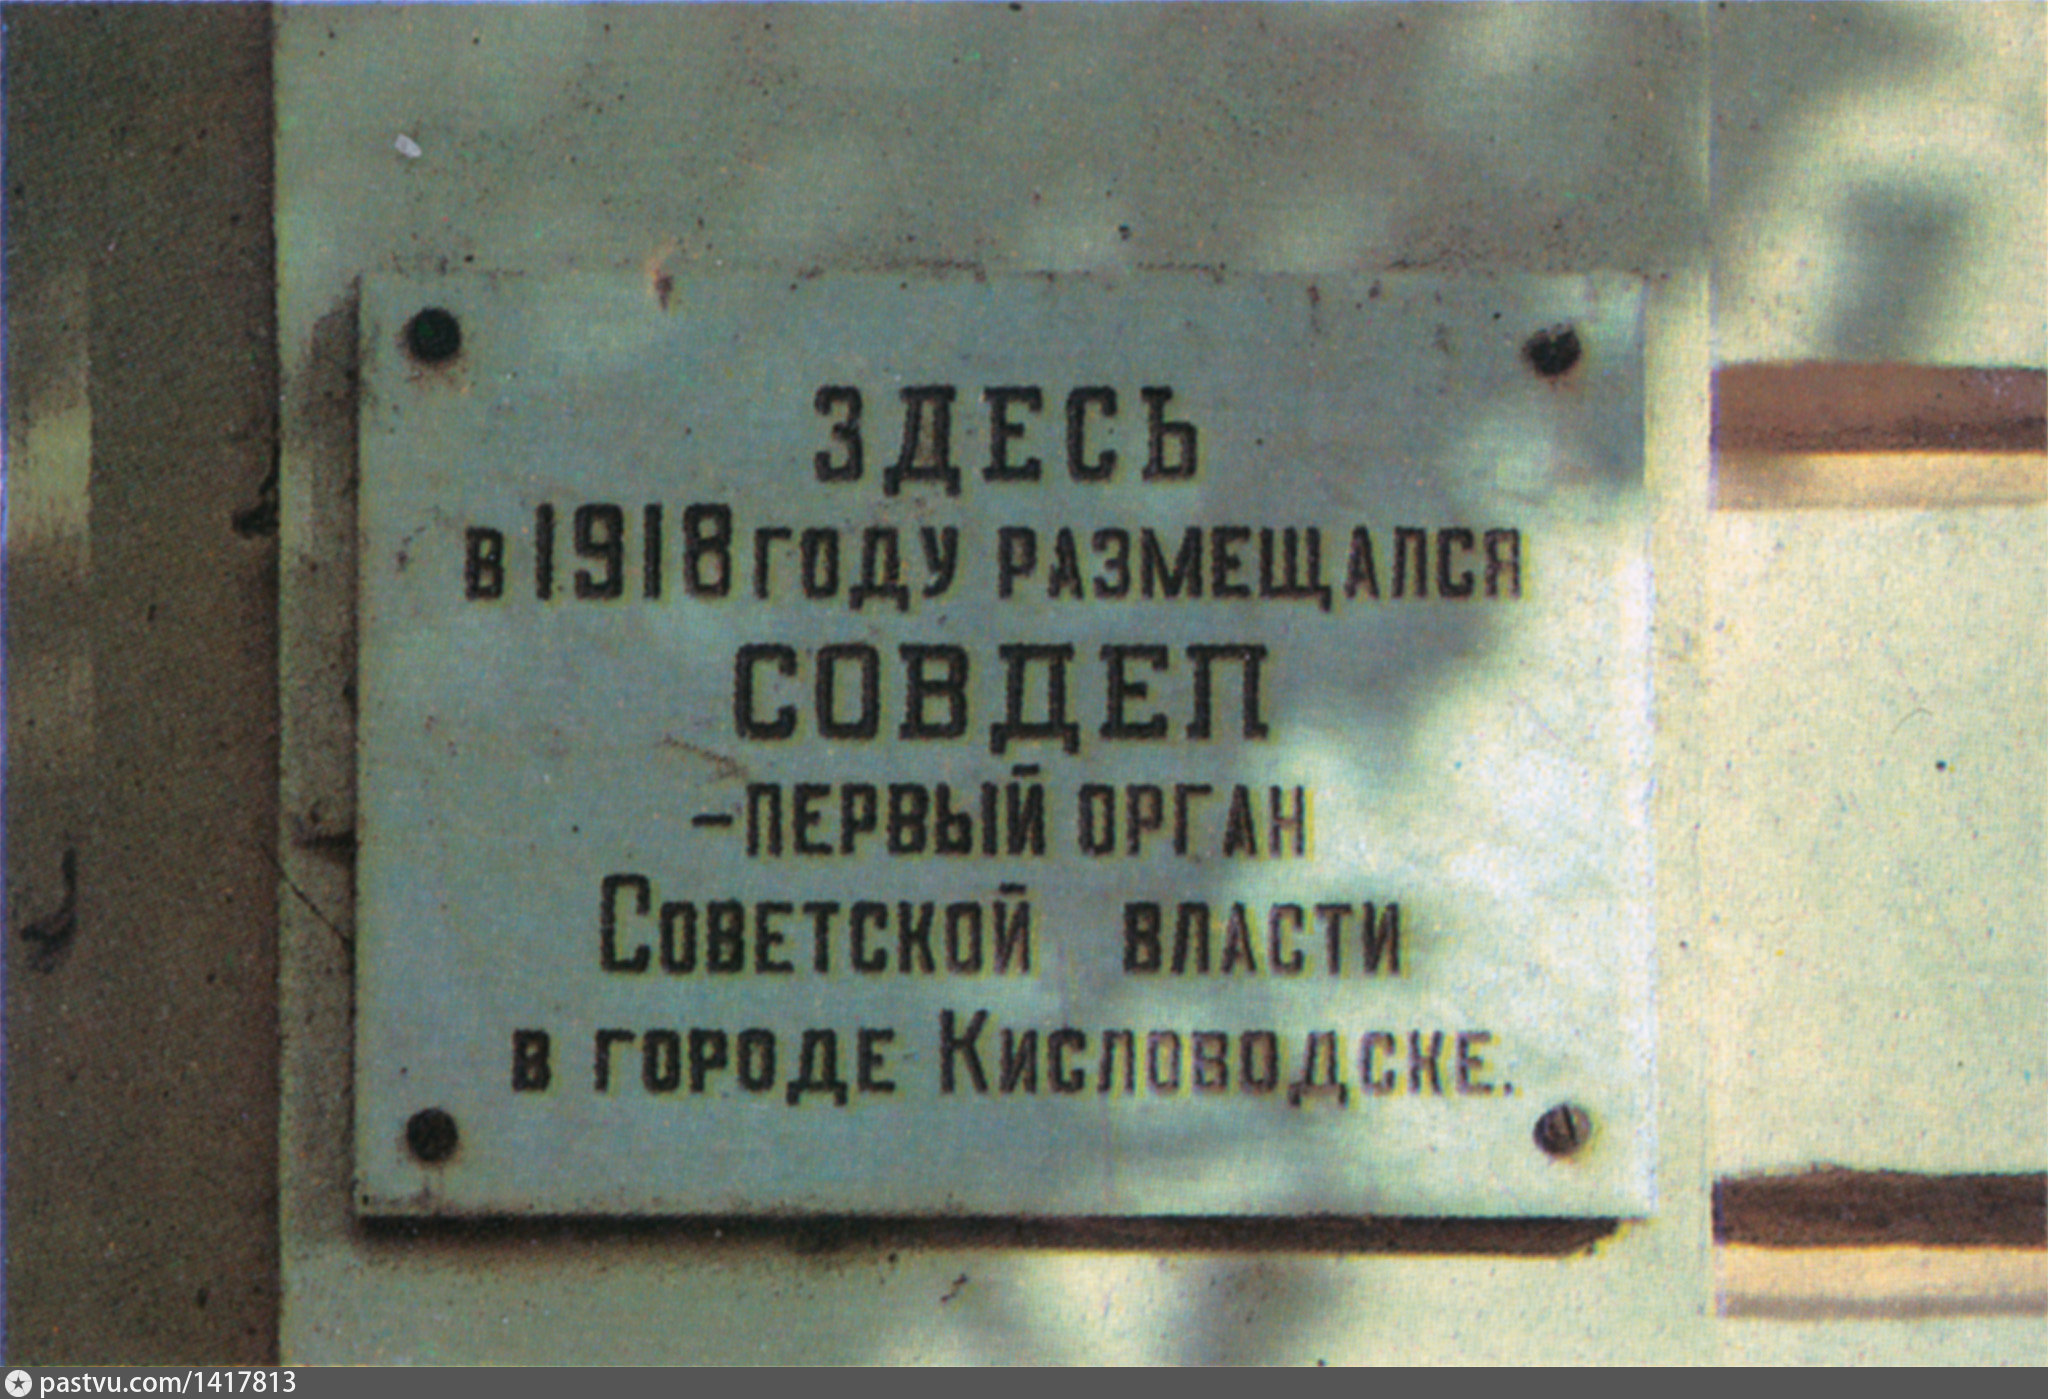 ЗДЕСЬ
в 1918 году размещался
СОВДЕП
–первый орган
Советской власти
в городе Кисловодске.
pastvu.com/1417813